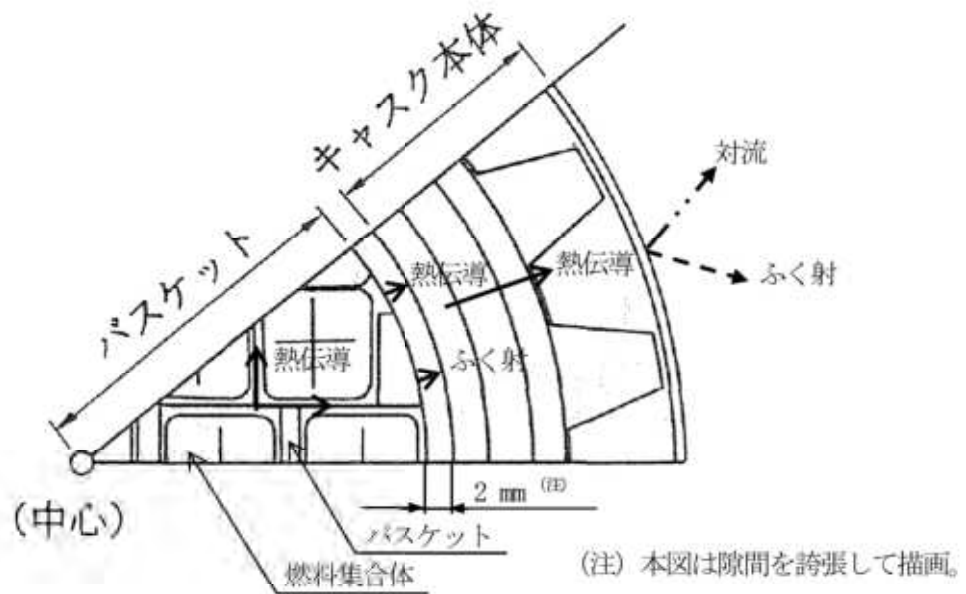 キャスク本体
対流
バスケット
熱伝導
熱伝導
ふく射
熱伝導
ふく射
(中心)
2 mm (注)
バスケット
燃料集合体
(注) 本図は隙間を誇張して描画。